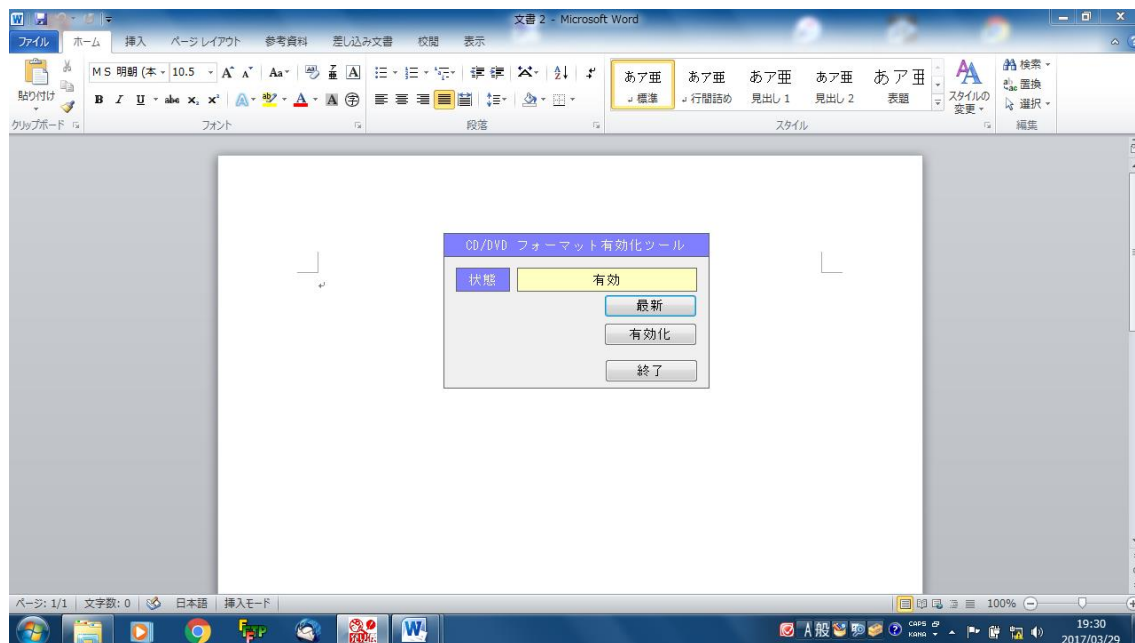 文書 2 - Microsoft Word
ファイル ホーム 挿入 ページ レイアウト 参考資料 差し込み文書 校閲 表示
貼り付け
MS 明朝 (本 10.5 Aa
B I U abe x₂ x² A A A
あア亜 あア亜 あア亜 あア亜 あア亜
標準 行間詰め 見出し 1 見出し 2 表題
スタイルの
変更
検索
置換
選択
クリップボード フォント 段落 スタイル 編集
CD/DVD フォーマット有効化ツール
状態 有効
最新
有効化
終了
ページ: 1/1 文字数: 0 日本語 挿入モード 100%
A 般 CAPS KANA
19:30
2017/03/29